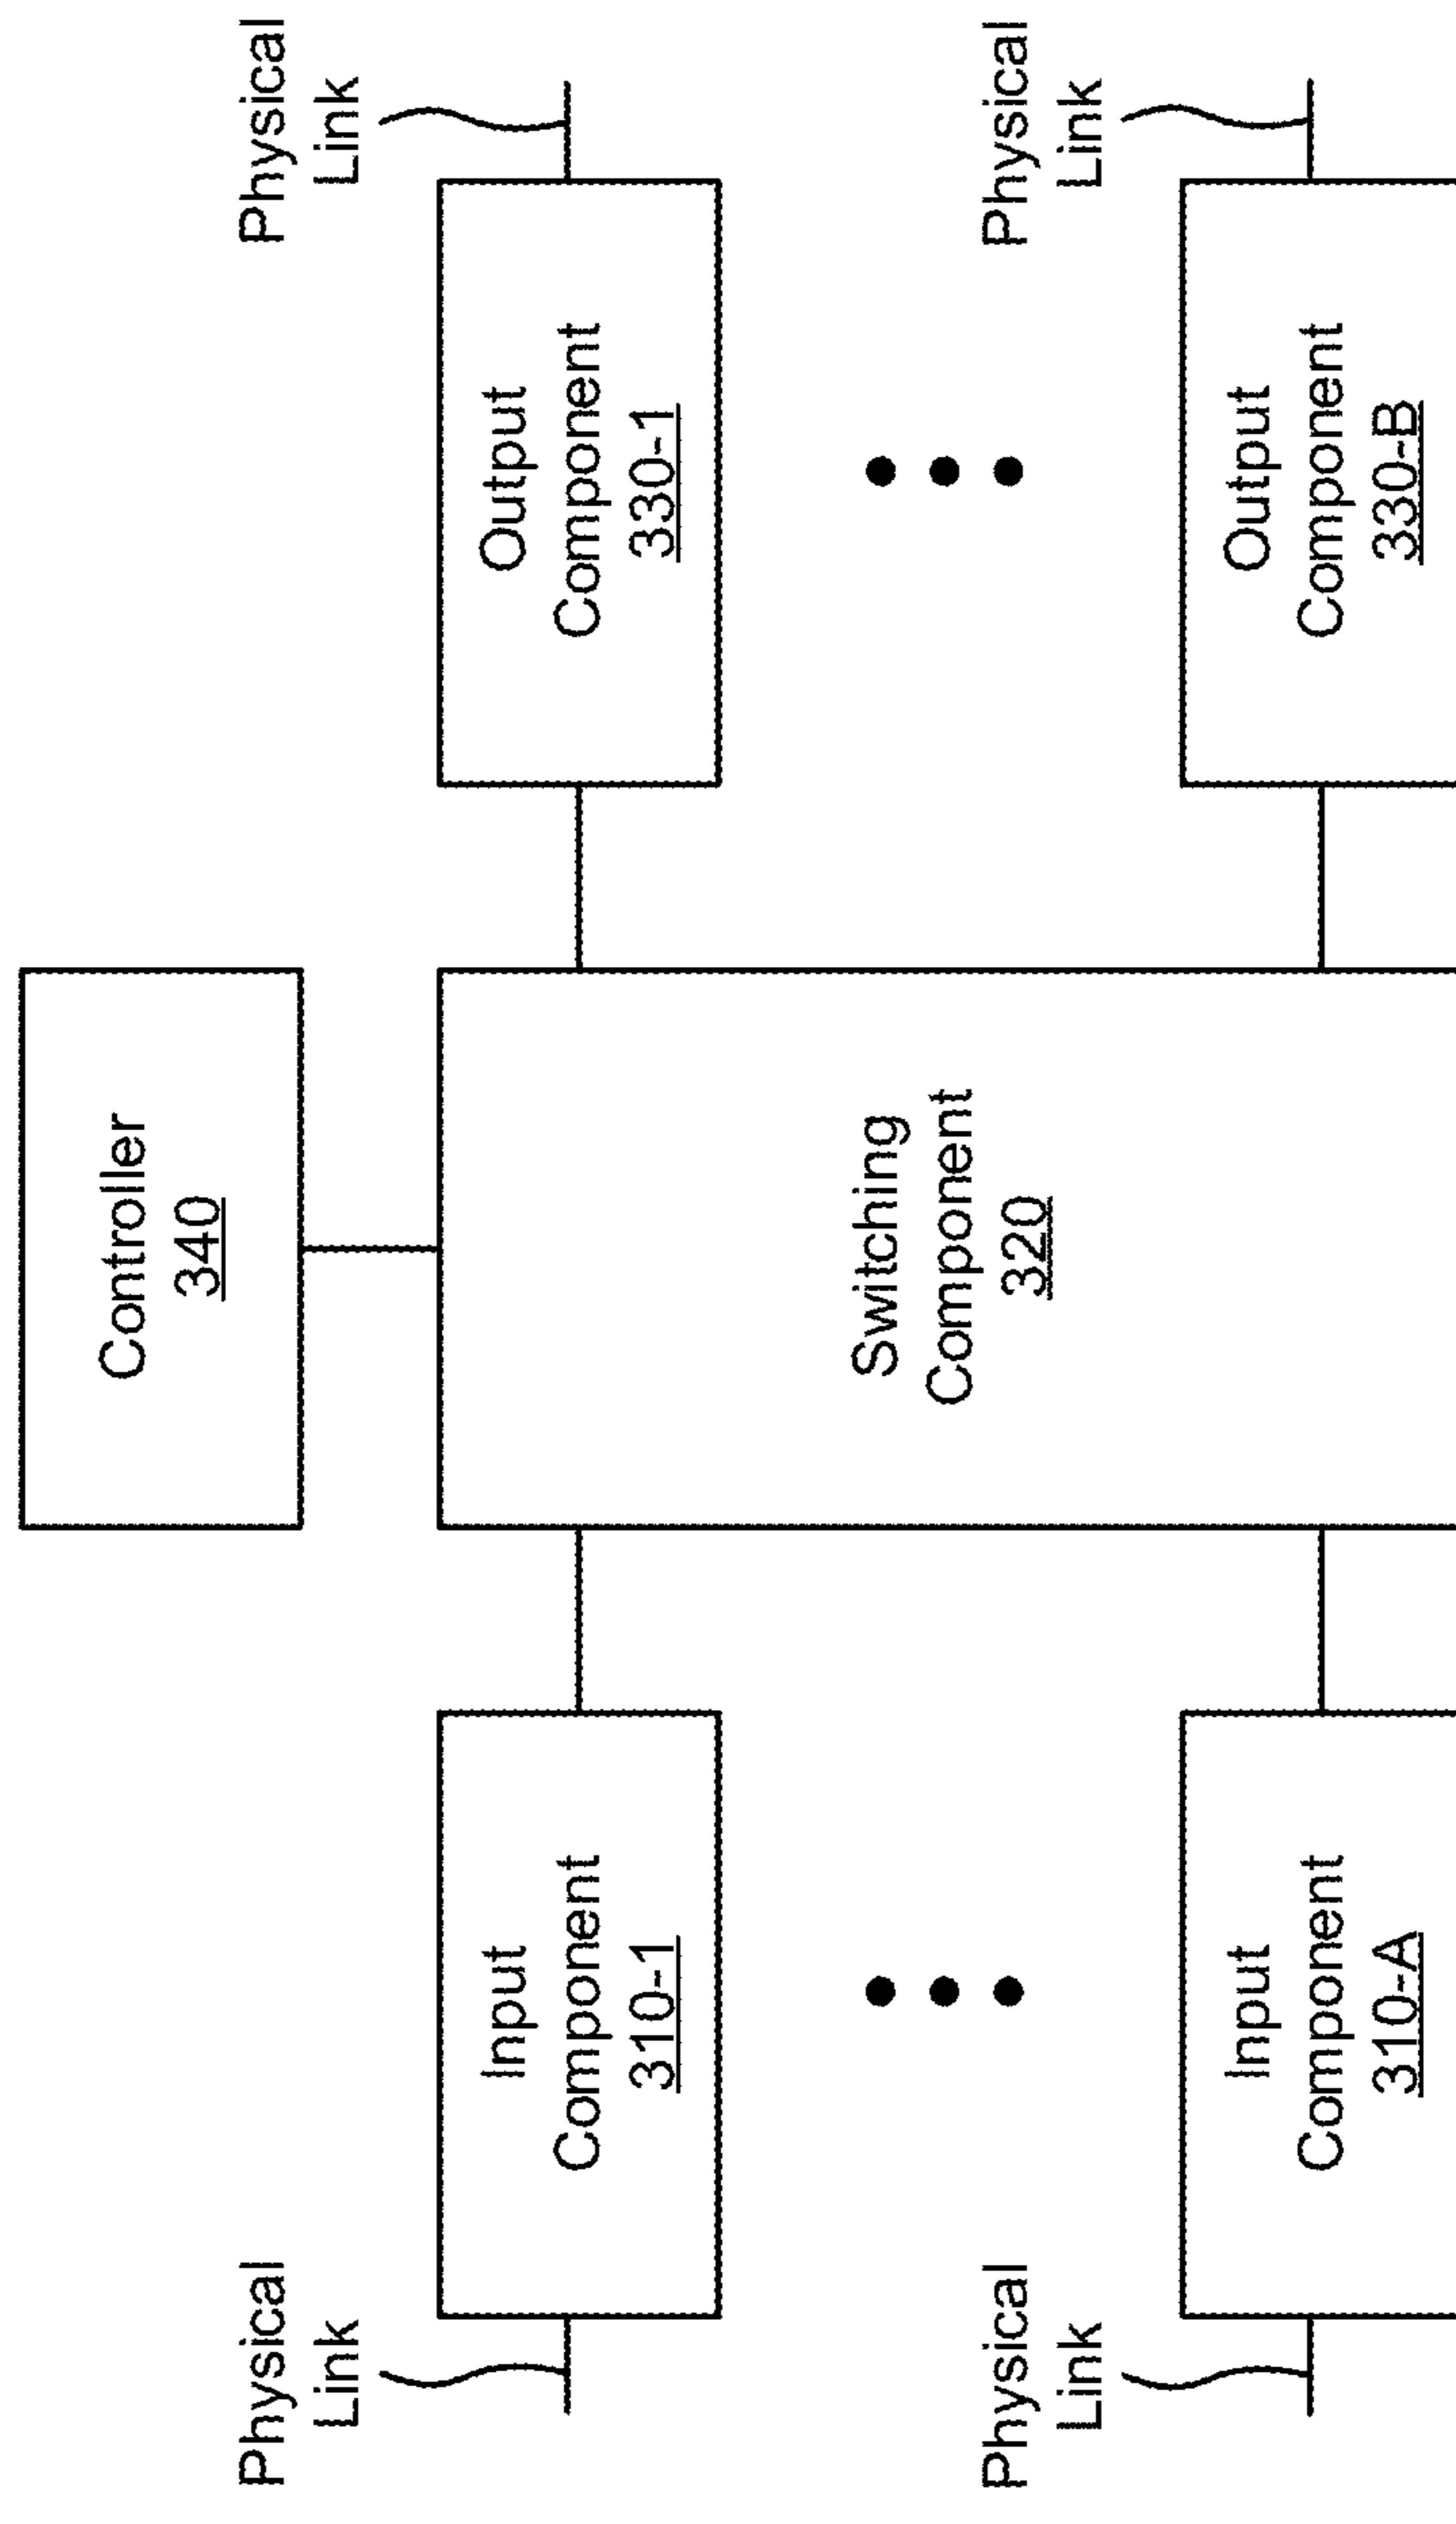 Controller
340
Physical
Link
Physical
Link
Input
Component
310-1
Switching
Component
320
Output
Component
330-1
Physical
Link
Physical
Link
Input
Component
310-A
Output
Component
330-B